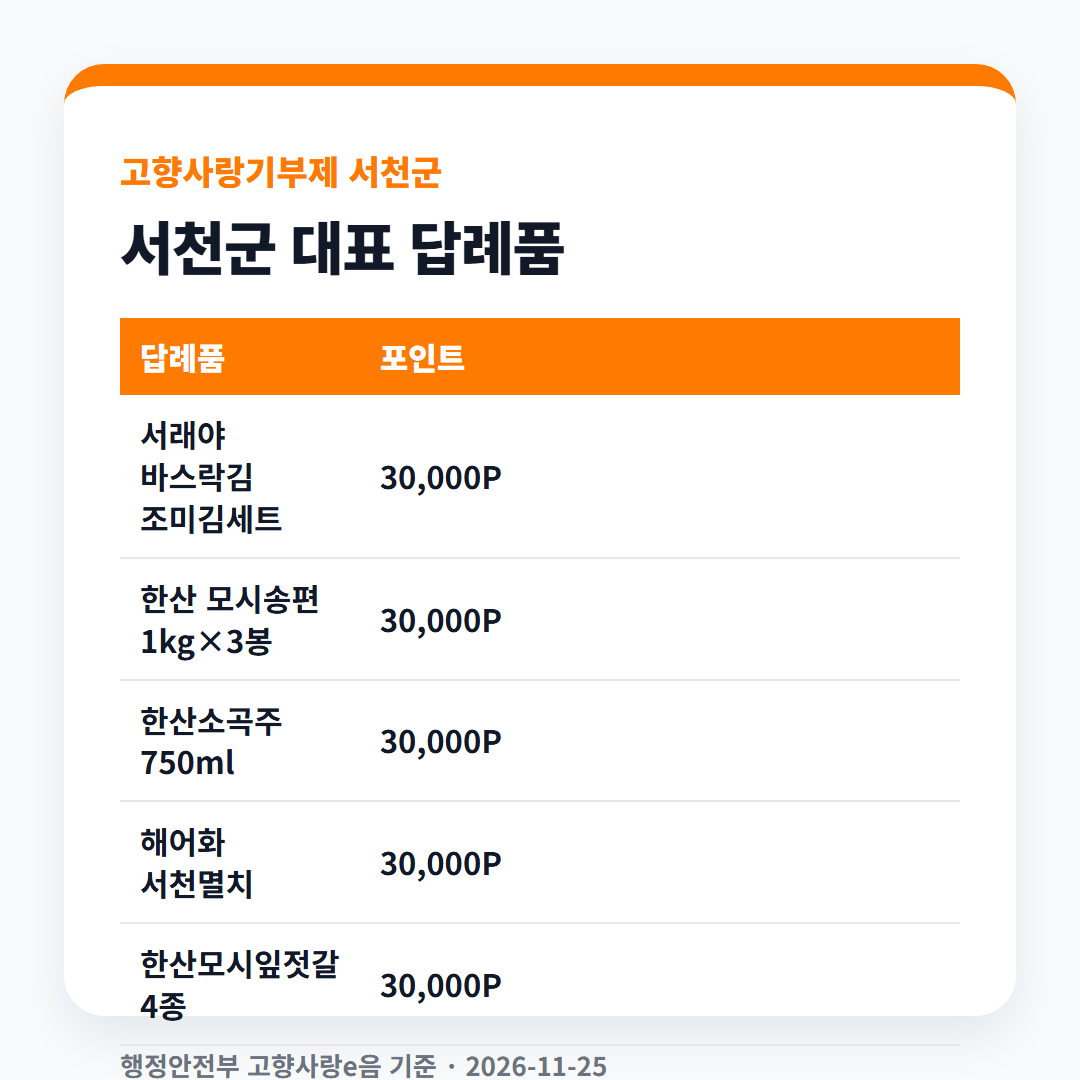 고향사랑기부제 서천군
서천군 대표 답례품
답례품 포인트
서래야
바스락김
조미김세트
30,000P
한산 모시송편
1kg×3봉
30,000P
한산소곡주
750ml
30,000P
해어화
서천멸치
30,000P
한산모시잎젓갈
4종
30,000P
행정안전부 고향사랑e음 기준 · 2026-11-25